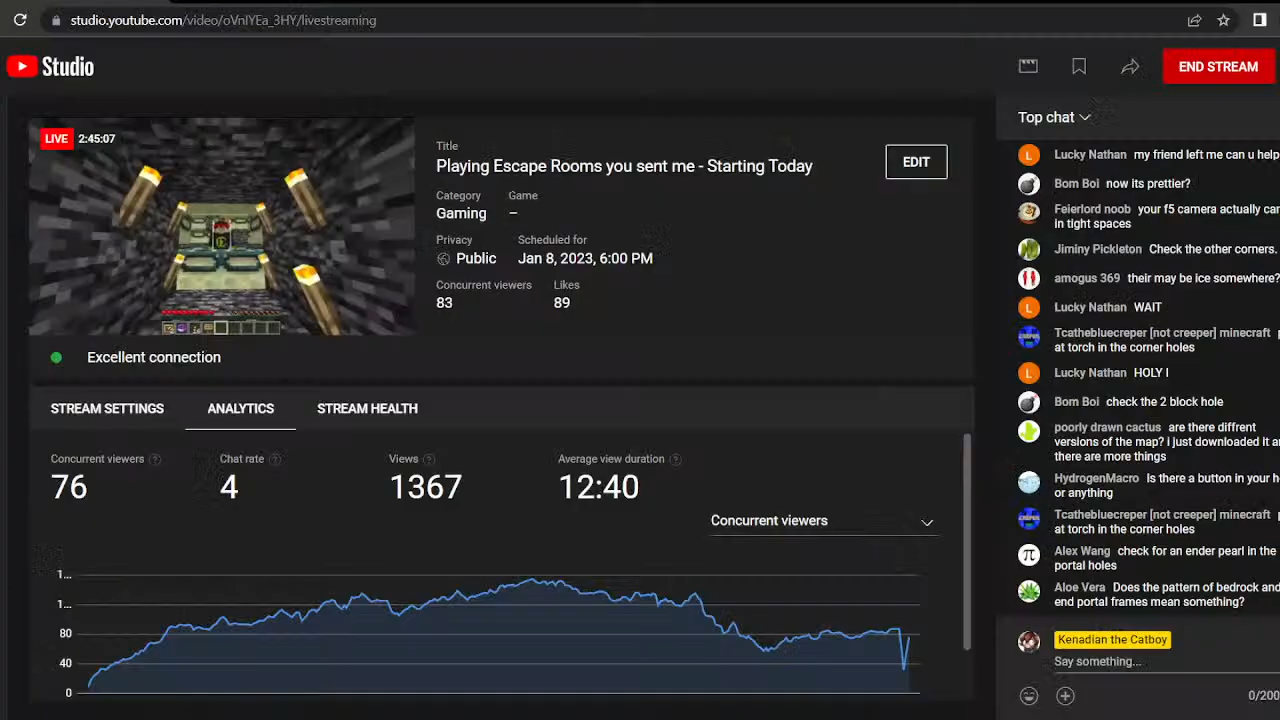 studio.youtube.com/video/oVnIYEa_3HY/livestreaming
Studio
END STREAM
LIVE 2:45:07
Title
Playing Escape Rooms you sent me - Starting Today
EDIT
Category Game
Gaming –
Privacy Scheduled for
Public Jan 8, 2023, 6:00 PM
Concurrent viewers Likes
83 89
Excellent connection
STREAM SETTINGS ANALYTICS STREAM HEALTH
Concurrent viewers ? Chat rate ? Views ? Average view duration ?
76 4 1367 12:40
Concurrent viewers
1...
1...
80
40
0
Top chat
L Lucky Nathan my friend left me can u help
Bom Boi now its prettier?
Feierlord noob your f5 camera actually can
in tight spaces
Jiminy Pickleton Check the other corners.
amogus 369 their may be ice somewhere?
L Lucky Nathan WAIT
Tcathebluecreper [not creeper] minecraft
at torch in the corner holes
L Lucky Nathan HOLY I
Bom Boi check the 2 block hole
poorly drawn cactus are there diffrent
versions of the map? i just downloaded it a
there are more things
HydrogenMacro Is there a button in your h
or anything
Tcathebluecreper [not creeper] minecraft
at torch in the corner holes
π Alex Wang check for an ender pearl in the
portal holes
Aloe Vera Does the pattern of bedrock and
end portal frames mean something?
Kenadian the Catboy
Say something...
0/200